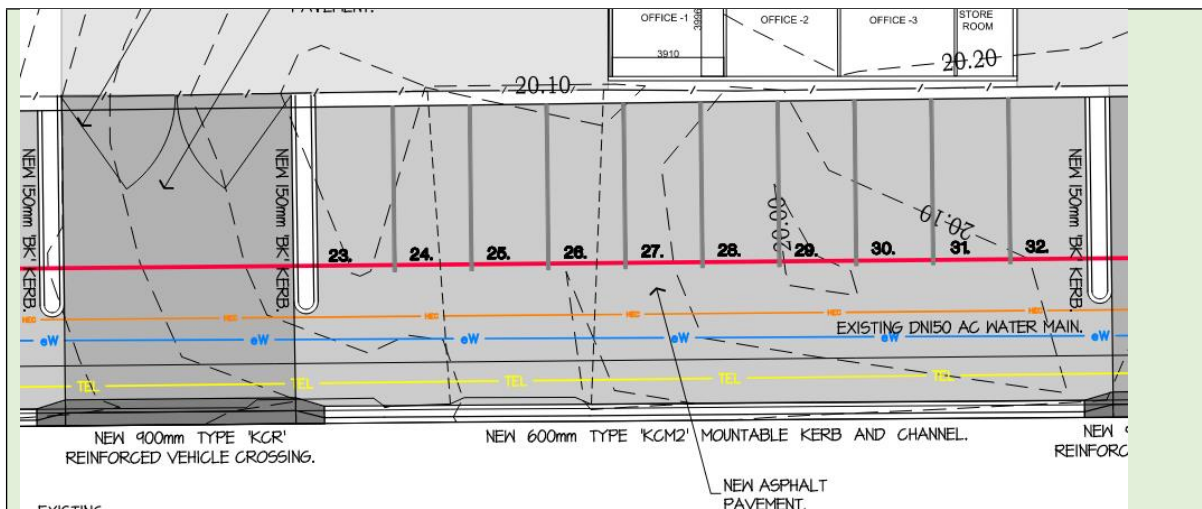 PAVEMENT.
OFFICE -1
OFFICE -2
OFFICE -3
STORE
ROOM
3996
3910
20.10
20.20
NEW 150mm 'BK' KERB.
NEW 150mm 'BK' KERB.
NEW 150mm 'BK' KERB.
20.00
20.10
23. 24. 25. 26. 27. 28. 29. 30. 31. 32.
HEC HEC HEC HEC HEC HEC
EXISTING DN150 AC WATER MAIN.
eW eW eW eW eW eW
TEL TEL TEL TEL TEL
NEW 900mm TYPE 'KCR'
REINFORCED VEHICLE CROSSING.
NEW 600mm TYPE 'KCM2' MOUNTABLE KERB AND CHANNEL.
NEW
REINFORC
NEW ASPHALT
PAVEMENT.
EXISTING